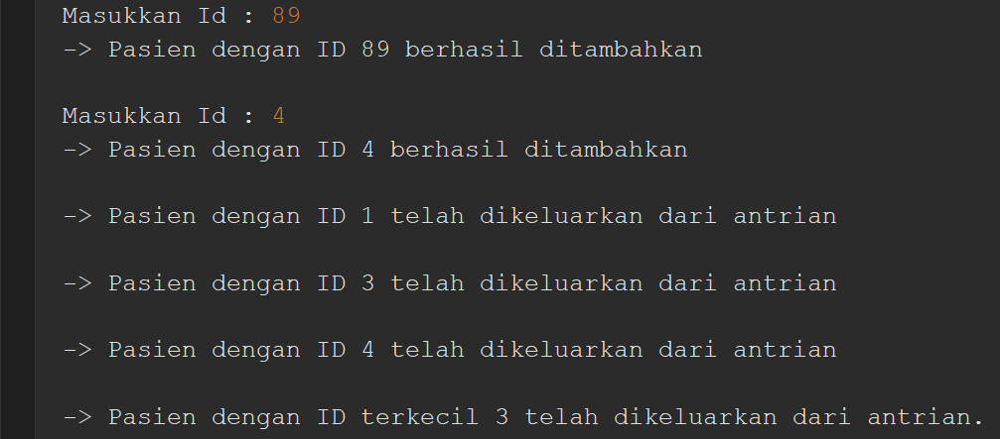 Masukkan Id : 89
-> Pasien dengan ID 89 berhasil ditambahkan
Masukkan Id : 4
-> Pasien dengan ID 4 berhasil ditambahkan
-> Pasien dengan ID 1 telah dikeluarkan dari antrian
-> Pasien dengan ID 3 telah dikeluarkan dari antrian
-> Pasien dengan ID 4 telah dikeluarkan dari antrian
-> Pasien dengan ID terkecil 3 telah dikeluarkan dari antrian.